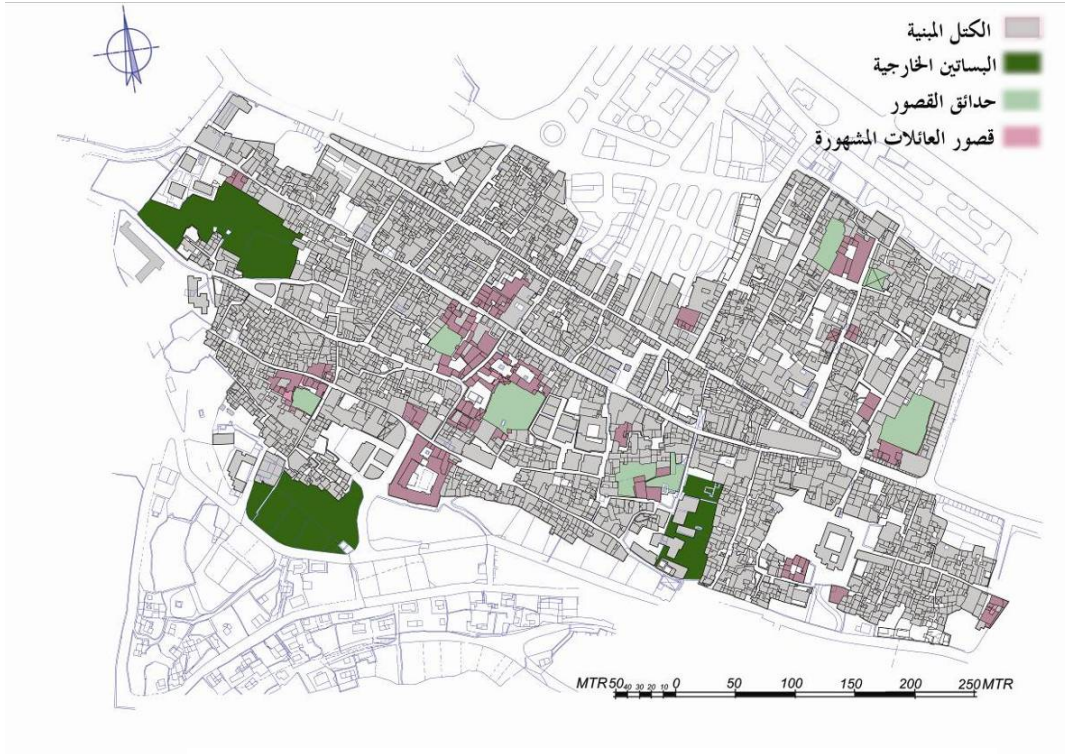 الكتل المبنية
البساتين الخارجية
حدائق القصور
قصور العائلات المشهورة
MTR 50 40 30 20 10 0 50 100 150 200 250 MTR